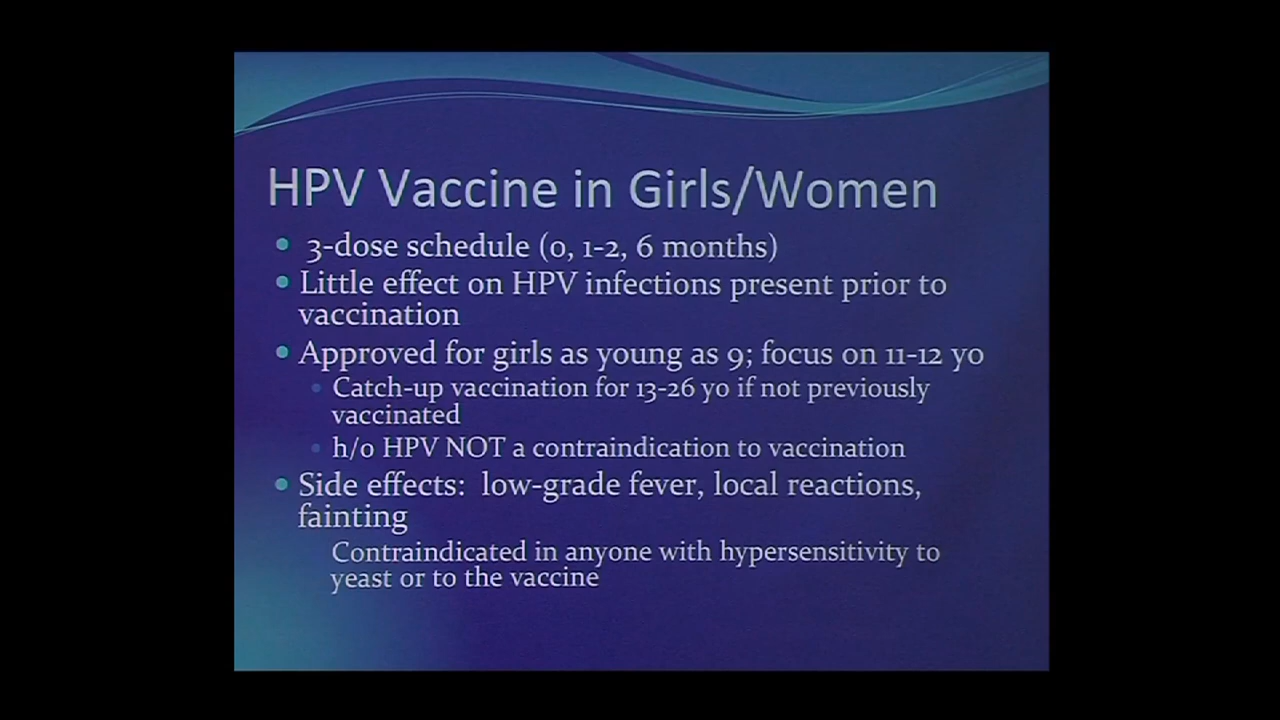 HPV Vaccine in Girls/Women
3-dose schedule (0, 1-2, 6 months)
Little effect on HPV infections present prior to
vaccination
Approved for girls as young as 9; focus on 11-12 yo
Catch-up vaccination for 13-26 yo if not previously
vaccinated
h/o HPV NOT a contraindication to vaccination
Side effects: low-grade fever, local reactions,
fainting
Contraindicated in anyone with hypersensitivity to
yeast or to the vaccine